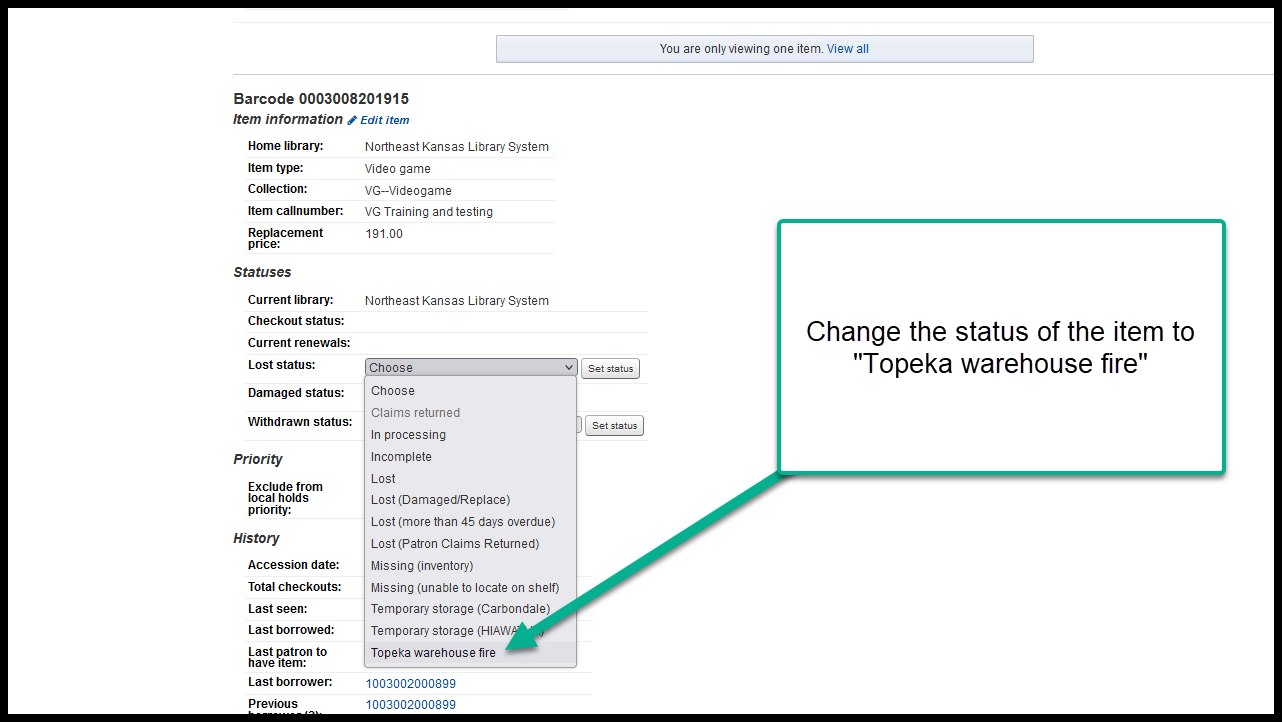 You are only viewing one item. View all
Barcode 0003008201915
Item information Edit item
Home library: Northeast Kansas Library System
Item type: Video game
Collection: VG--Videogame
Item callnumber: VG Training and testing
Replacement price: 191.00
Statuses
Current library: Northeast Kansas Library System
Checkout status:
Current renewals:
Lost status: Choose Set status
Damaged status:
Withdrawn status: Set status
Choose
Claims returned
In processing
Incomplete
Lost
Lost (Damaged/Replace)
Lost (more than 45 days overdue)
Lost (Patron Claims Returned)
Missing (inventory)
Missing (unable to locate on shelf)
Temporary storage (Carbondale)
Temporary storage
Topeka warehouse fire
Priority
Exclude from
local holds
priority:
History
Accession date:
Total checkouts:
Last seen:
Last borrowed:
Last patron to
have item:
Last borrower: 1003002000899
Previous 1003002000899
Change the status of the item to
"Topeka warehouse fire"